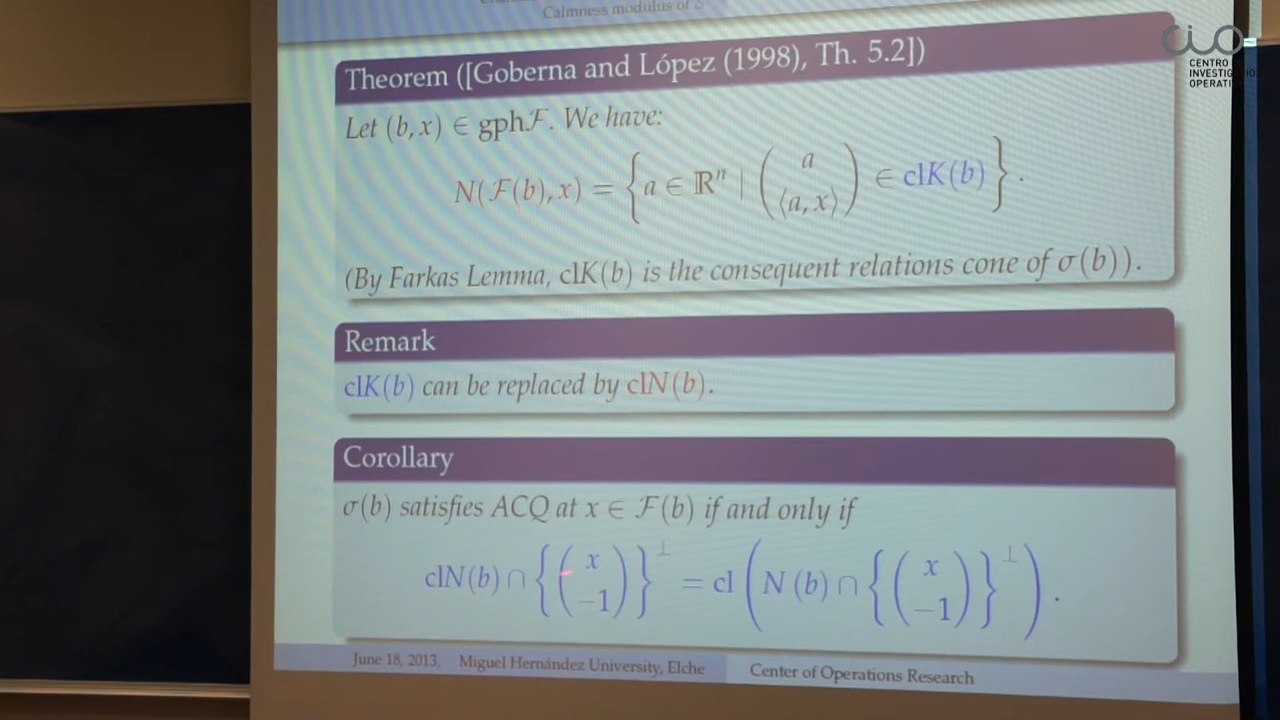 Calmness modulus of S
Theorem ([Goberna and López (1998), Th. 5.2])
Let (b, x) ∈ gphℱ. We have:
N(ℱ(b), x) = { a ∈ ℝⁿ | ( a ⟨a, x⟩ ) ∈ clK(b) } .
(By Farkas Lemma, clK(b) is the consequent relations cone of σ(b)).
Remark
clK(b) can be replaced by clN(b).
Corollary
σ(b) satisfies ACQ at x ∈ ℱ(b) if and only if
clN(b) ∩ { ( x −1 ) }^⊥ = cl ( N (b) ∩ { ( x −1 ) }^⊥ ) .
June 18, 2013, Miguel Hernández University, Elche Center of Operations Research
CIO
CENTRO
INVESTIG
OPERATI